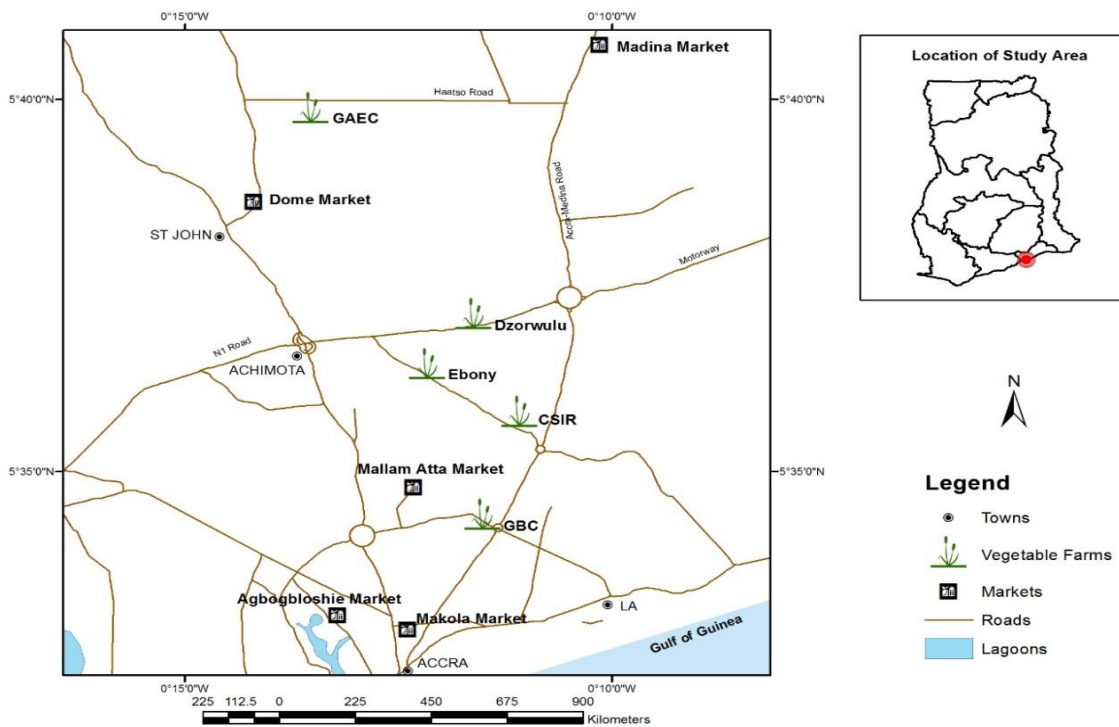 0°15'0"W
0°10'0"W
Madina Market
5°40'0"N
5°40'0"N
Haatso Road
GAEC
Accra-Medina Road
Dome Market
ST JOHN
Motorway
Dzorwulu
N1 Road
ACHIMOTA
Ebony
CSIR
5°35'0"N
5°35'0"N
Mallam Atta Market
GBC
Agbogbloshie Market
Makola Market
LA
Gulf of Guinea
ACCRA
0°15'0"W
0°10'0"W
225 112.5 0 225 450 675 900
Kilometers
Location of Study Area
N
Legend
Towns
Vegetable Farms
Markets
Roads
Lagoons